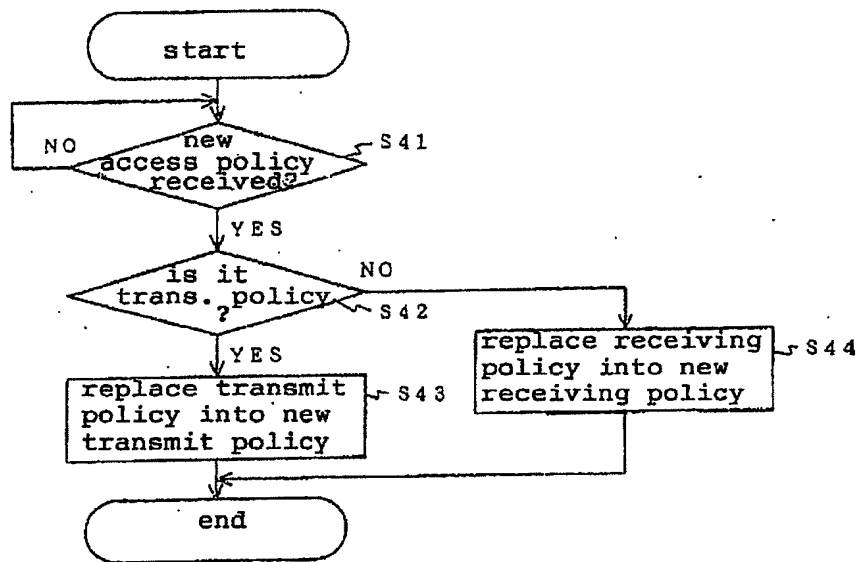 start
NO
new
access policy
received?
S41
YES
is it
trans. policy
?
NO
S42
YES
replace transmit
policy into new
transmit policy
S43
replace receiving
policy into new
receiving policy
S44
end